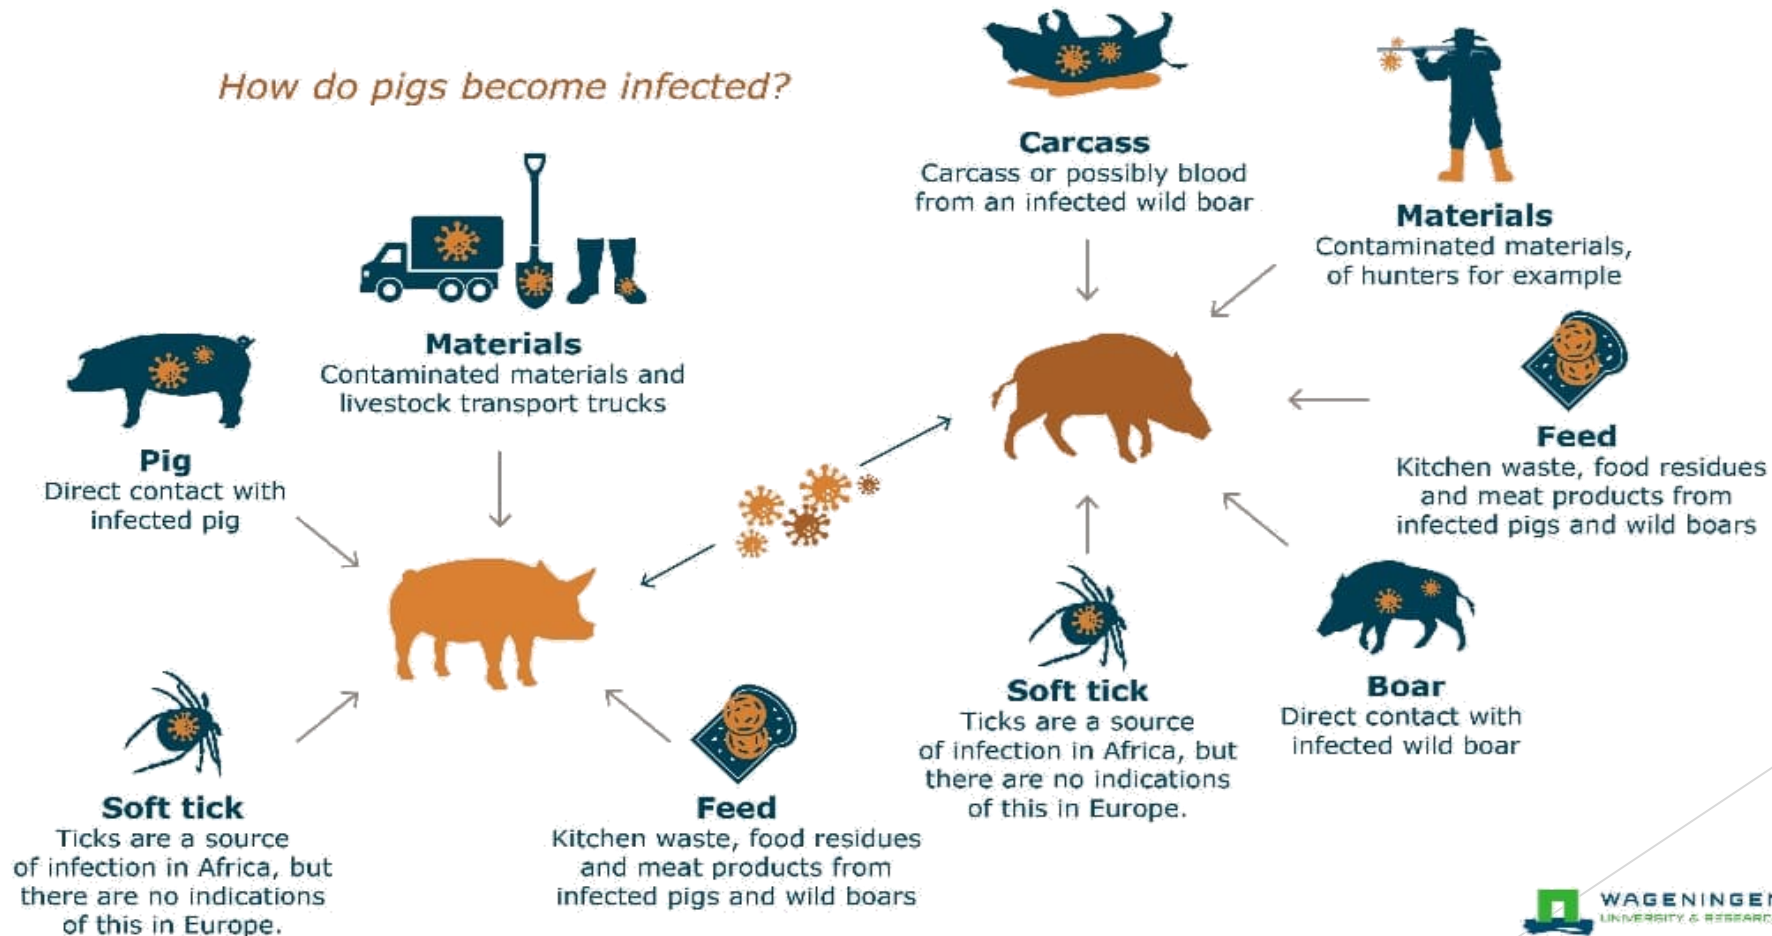 How do pigs become infected?
Carcass
Carcass or possibly blood
from an infected wild boar
Materials
Contaminated materials,
of hunters for example
Materials
Contaminated materials and
livestock transport trucks
Pig
Direct contact with
infected pig
Feed
Kitchen waste, food residues
and meat products from
infected pigs and wild boars
Soft tick
Ticks are a source
of infection in Africa, but
there are no indications
of this in Europe.
Boar
Direct contact with
infected wild boar
Soft tick
Ticks are a source
of infection in Africa, but
there are no indications
of this in Europe.
Feed
Kitchen waste, food residues
and meat products from
infected pigs and wild boars
WAGENINGEN
UNIVERSITY & RESEARC